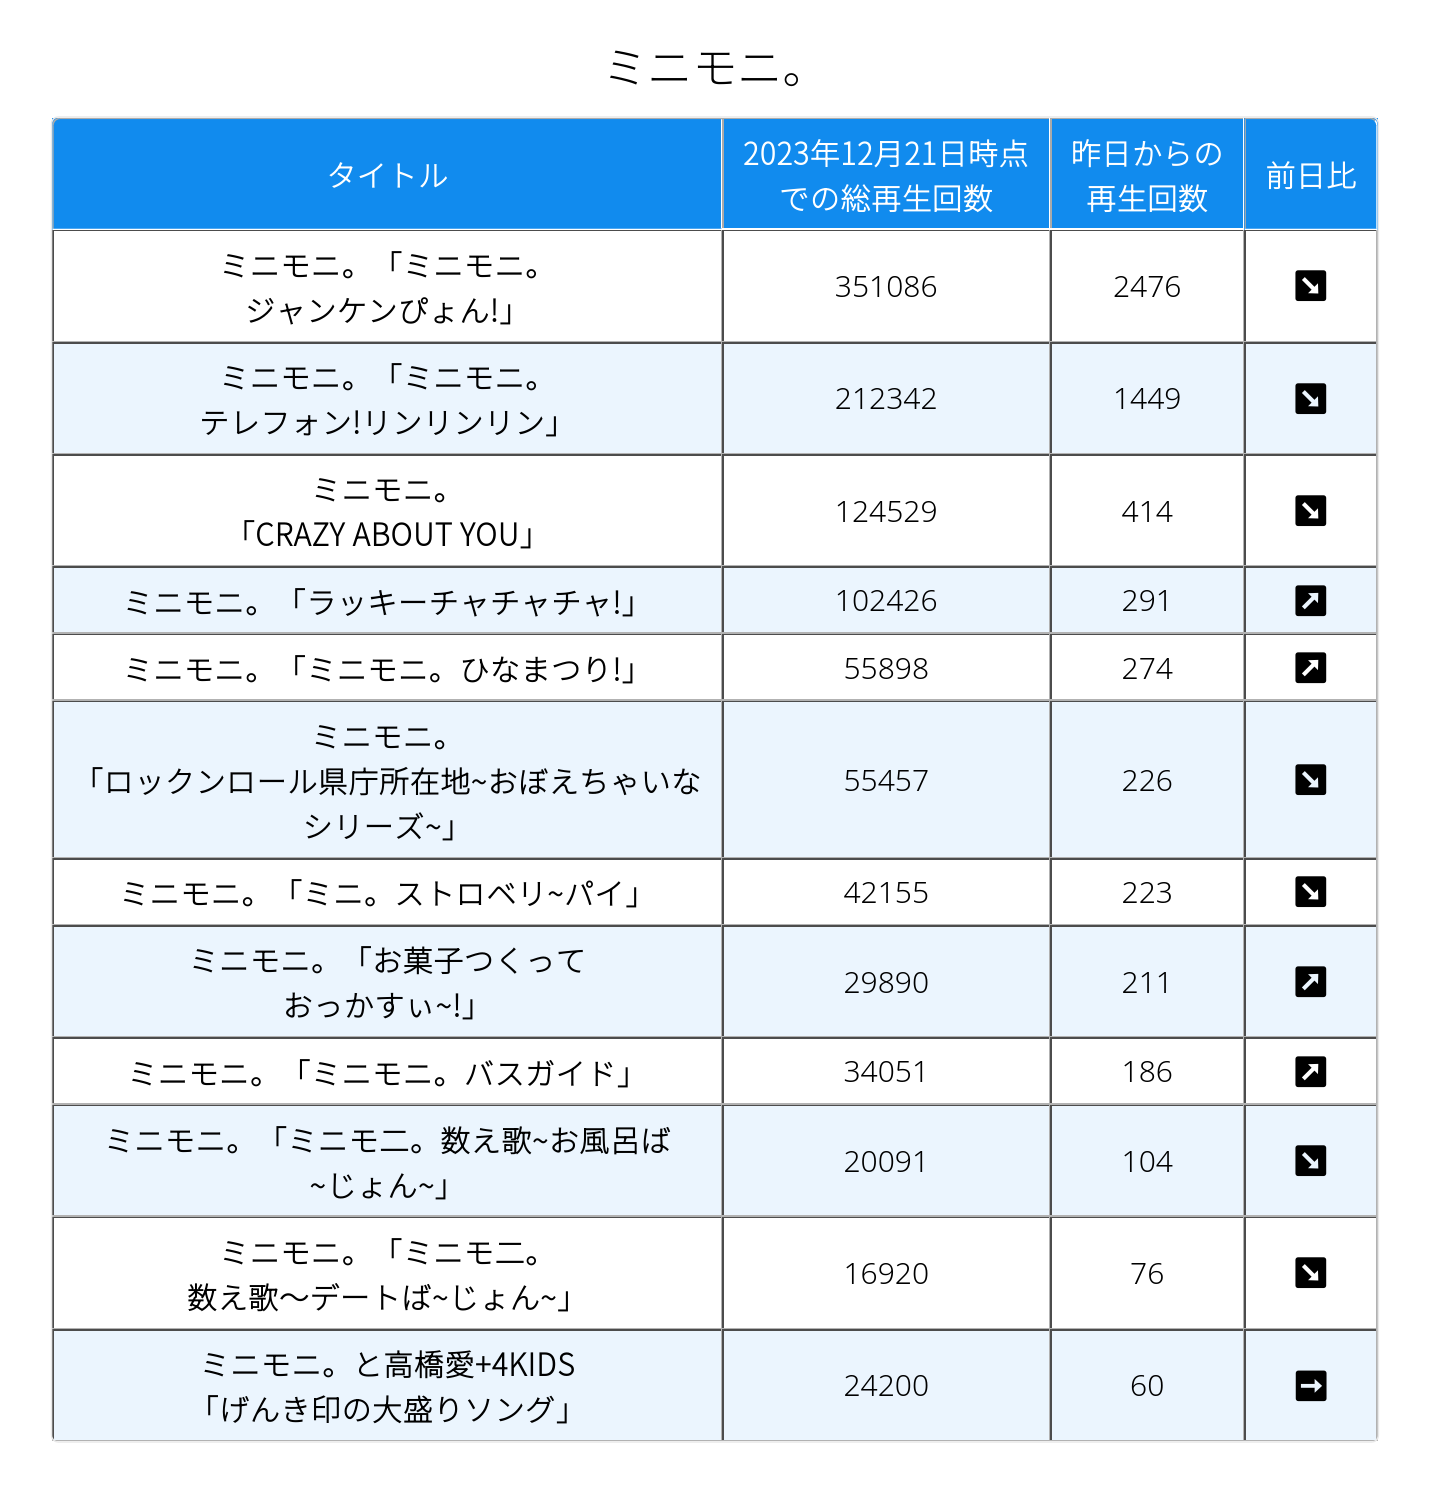 ミニモニ。
タイトル
2023年12月21日時点
での総再生回数
昨日からの
再生回数
前日比
ミニモニ。「ミニモニ。
ジャンケンぴょん!」
351086
2476
ミニモニ。「ミニモニ。
テレフォン!リンリンリン」
212342
1449
ミニモニ。
「CRAZY ABOUT YOU」
124529
414
ミニモニ。「ラッキーチャチャチャ!」
102426
291
ミニモニ。「ミニモニ。ひなまつり!」
55898
274
ミニモニ。
「ロックンロール県庁所在地~おぼえちゃいな
シリーズ~」
55457
226
ミニモニ。「ミニ。ストロベリ~パイ」
42155
223
ミニモニ。「お菓子つくって
おっかすぃ~!」
29890
211
ミニモニ。「ミニモニ。バスガイド」
34051
186
ミニモニ。「ミニモ二。数え歌~お風呂ば
~じょん~」
20091
104
ミニモニ。「ミニモ二。
数え歌～デートば~じょん~」
16920
76
ミニモニ。と高橋愛+4KIDS
「げんき印の大盛りソング」
24200
60